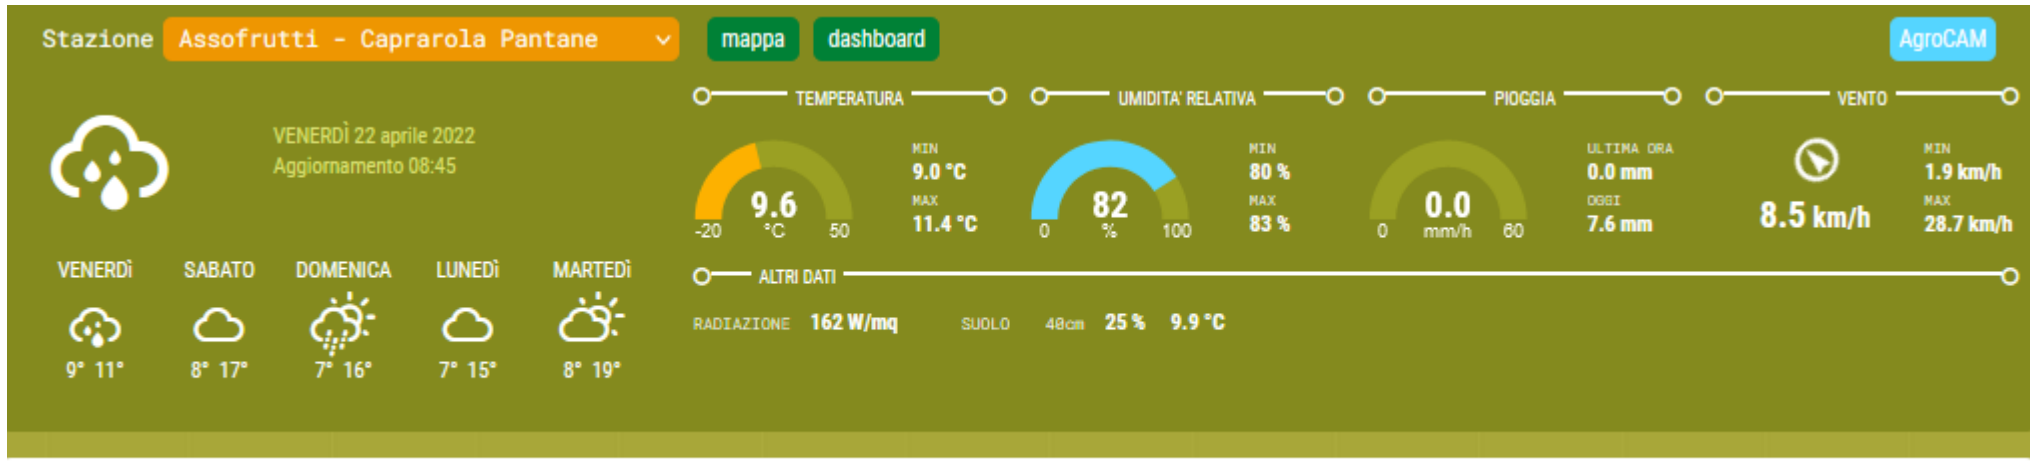 Stazione Assofrutti - Caprarola Pantane mappa dashboard AgroCAM
VENERDÌ 22 aprile 2022
Aggiornamento 08:45
VENERDÌ SABATO DOMENICA LUNEDÌ MARTEDÌ
9° 11° 8° 17° 7° 16° 7° 15° 8° 19°
TEMPERATURA
9.6
°C
-20 50
MIN
9.0 °C
MAX
11.4 °C
UMIDITA' RELATIVA
82
%
0 100
MIN
80 %
MAX
83 %
PIOGGIA
0.0
mm/h
0 60
ULTIMA ORA
0.0 mm
OGGI
7.6 mm
VENTO
8.5 km/h
MIN
1.9 km/h
MAX
28.7 km/h
ALTRI DATI
RADIAZIONE 162 W/mq SUOLO 40cm 25 % 9.9 °C